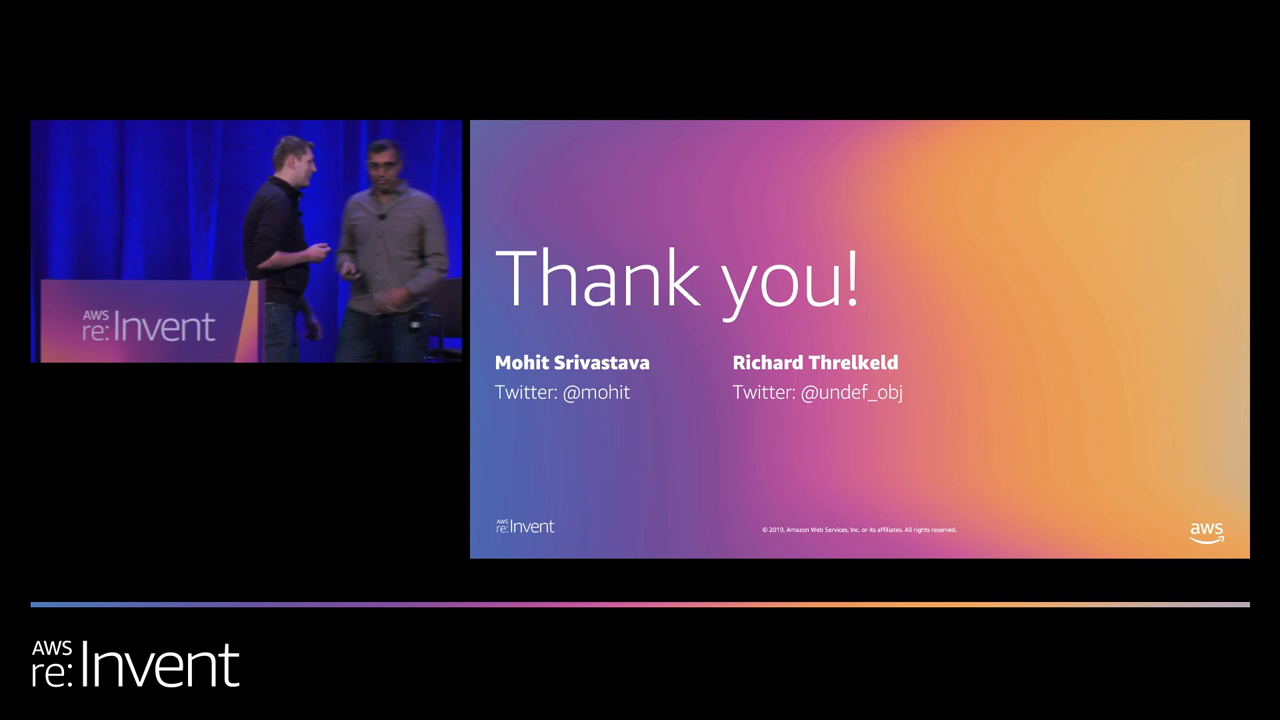 AWS
re:Invent
Thank you!
Mohit Srivastava
Twitter: @mohit
Richard Threlkeld
Twitter: @undef_obj
AWS
re:Invent
© 2019, Amazon Web Services, Inc. or its affiliates. All rights reserved.
aws
AWS
re:Invent